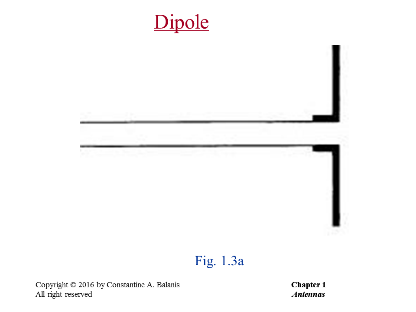 Dipole
Fig. 1.3a
Copyright © 2016 by Constantine A. Balanis
All right reserved
Chapter 1
Antennas